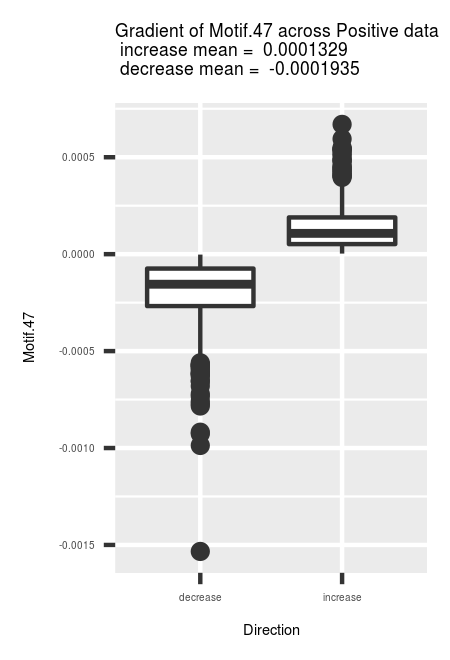 Gradient of Motif.47 across Positive data
increase mean =  0.0001329
decrease mean =  -0.0001935
0.0005
0.0000
-0.0005
-0.0010
-0.0015
Motif.47
decrease
increase
Direction